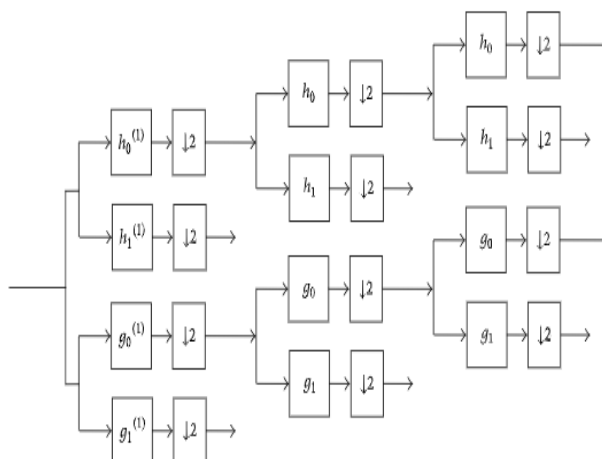 h₀ ↓2
h₀ ↓2
h₀⁽¹⁾ ↓2
h₁ ↓2
h₁ ↓2
h₁⁽¹⁾ ↓2
g₀ ↓2
g₀ ↓2
g₀⁽¹⁾ ↓2
g₁ ↓2
g₁ ↓2
g₁⁽¹⁾ ↓2